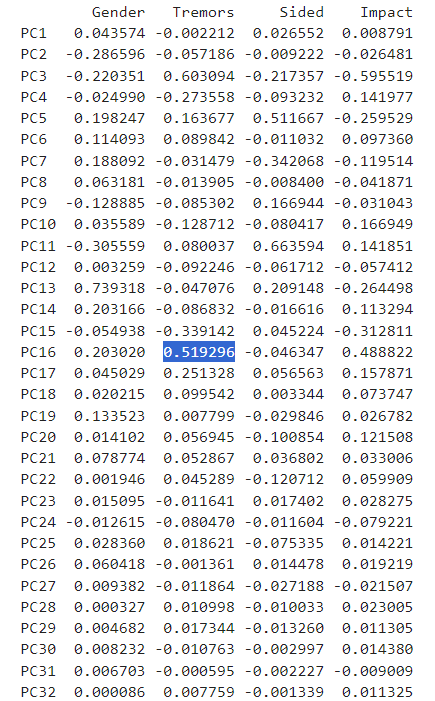 Gender Tremors Sided Impact
PC1 0.043574 -0.002212 0.026552 0.008791
PC2 -0.286596 -0.057186 -0.009222 -0.026481
PC3 -0.220351 0.603094 -0.217357 -0.595519
PC4 -0.024990 -0.273558 -0.093232 0.141977
PC5 0.198247 0.163677 0.511667 -0.259529
PC6 0.114093 0.089842 -0.011032 0.097360
PC7 0.188092 -0.031479 -0.342068 -0.119514
PC8 0.063181 -0.013905 -0.008400 -0.041871
PC9 -0.128885 -0.085302 0.166944 -0.031043
PC10 0.035589 -0.128712 -0.080417 0.166949
PC11 -0.305559 0.080037 0.663594 0.141851
PC12 0.003259 -0.092246 -0.061712 -0.057412
PC13 0.739318 -0.047076 0.209148 -0.264498
PC14 0.203166 -0.086832 -0.016616 0.113294
PC15 -0.054938 -0.339142 0.045224 -0.312811
PC16 0.203020 0.519296 -0.046347 0.488822
PC17 0.045029 0.251328 0.056563 0.157871
PC18 0.020215 0.099542 0.003344 0.073747
PC19 0.133523 0.007799 -0.029846 0.026782
PC20 0.014102 0.056945 -0.100854 0.121508
PC21 0.078774 0.052867 0.036802 0.033006
PC22 0.001946 0.045289 -0.120712 0.059909
PC23 0.015095 -0.011641 0.017402 0.028275
PC24 -0.012615 -0.080470 -0.011604 -0.079221
PC25 0.028360 0.018621 -0.075335 0.014221
PC26 0.060418 -0.001361 0.014478 0.019219
PC27 0.009382 -0.011864 -0.027188 -0.021507
PC28 0.000327 0.010998 -0.010033 0.023005
PC29 0.004682 0.017344 -0.013260 0.011305
PC30 0.008232 -0.010763 -0.002997 0.014380
PC31 0.006703 -0.000595 -0.002227 -0.009009
PC32 0.000086 0.007759 -0.001339 0.011325